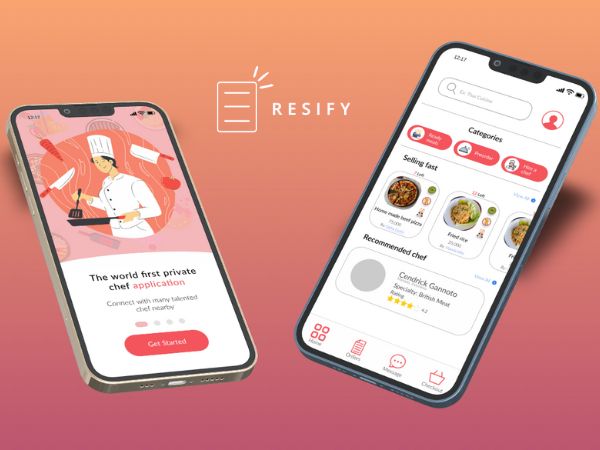 RESIFY
12:17
The world first private
chef application
Connect with many talented
chef nearby
Get Started
12:17
Ex: Thai Cuisine
Categories
Ready
meals
Preorder
Hire a
chef
Selling fast
View All
Home made beef pizza
Left
Fried rice
Recommended chef
View All
Cendrick Gannoto
Specialty: British Meat
Rating
4.2
Home
Orders
Message
Checkout